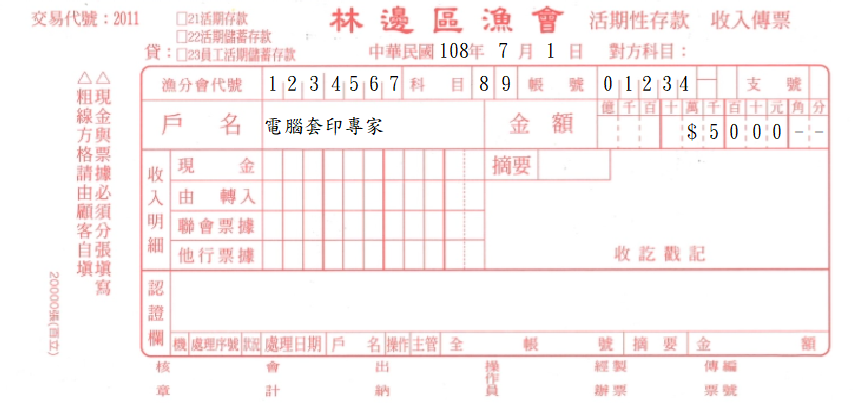 交易代號：2011 □21活期存款 林邊區漁會 活期性存款 收入傳票
□22活期儲蓄存款
貸：□23員工活期儲蓄存款 中華民國108年 7 月 1 日 對方科目：
漁分會代號 1 2 3 4 5 6 7 科目 8 9 帳號 0 1 2 3 4 支號
戶名 電腦套印專家 金額 億 千 百 十 萬 千 百 十 元 角 分
$ 5 0 0 0 - -
收入明細 現金 摘要
由轉入
聯會票據
他行票據 收訖戳記
認證欄
機 處理序號 狀況 處理日期 戶名 操作 主管 全帳號 摘要 金額
核章 會計 出納 操作員 經辦 製票 傳票 編號
△現金與票據必須分張填寫
△粗線方格請由顧客自填